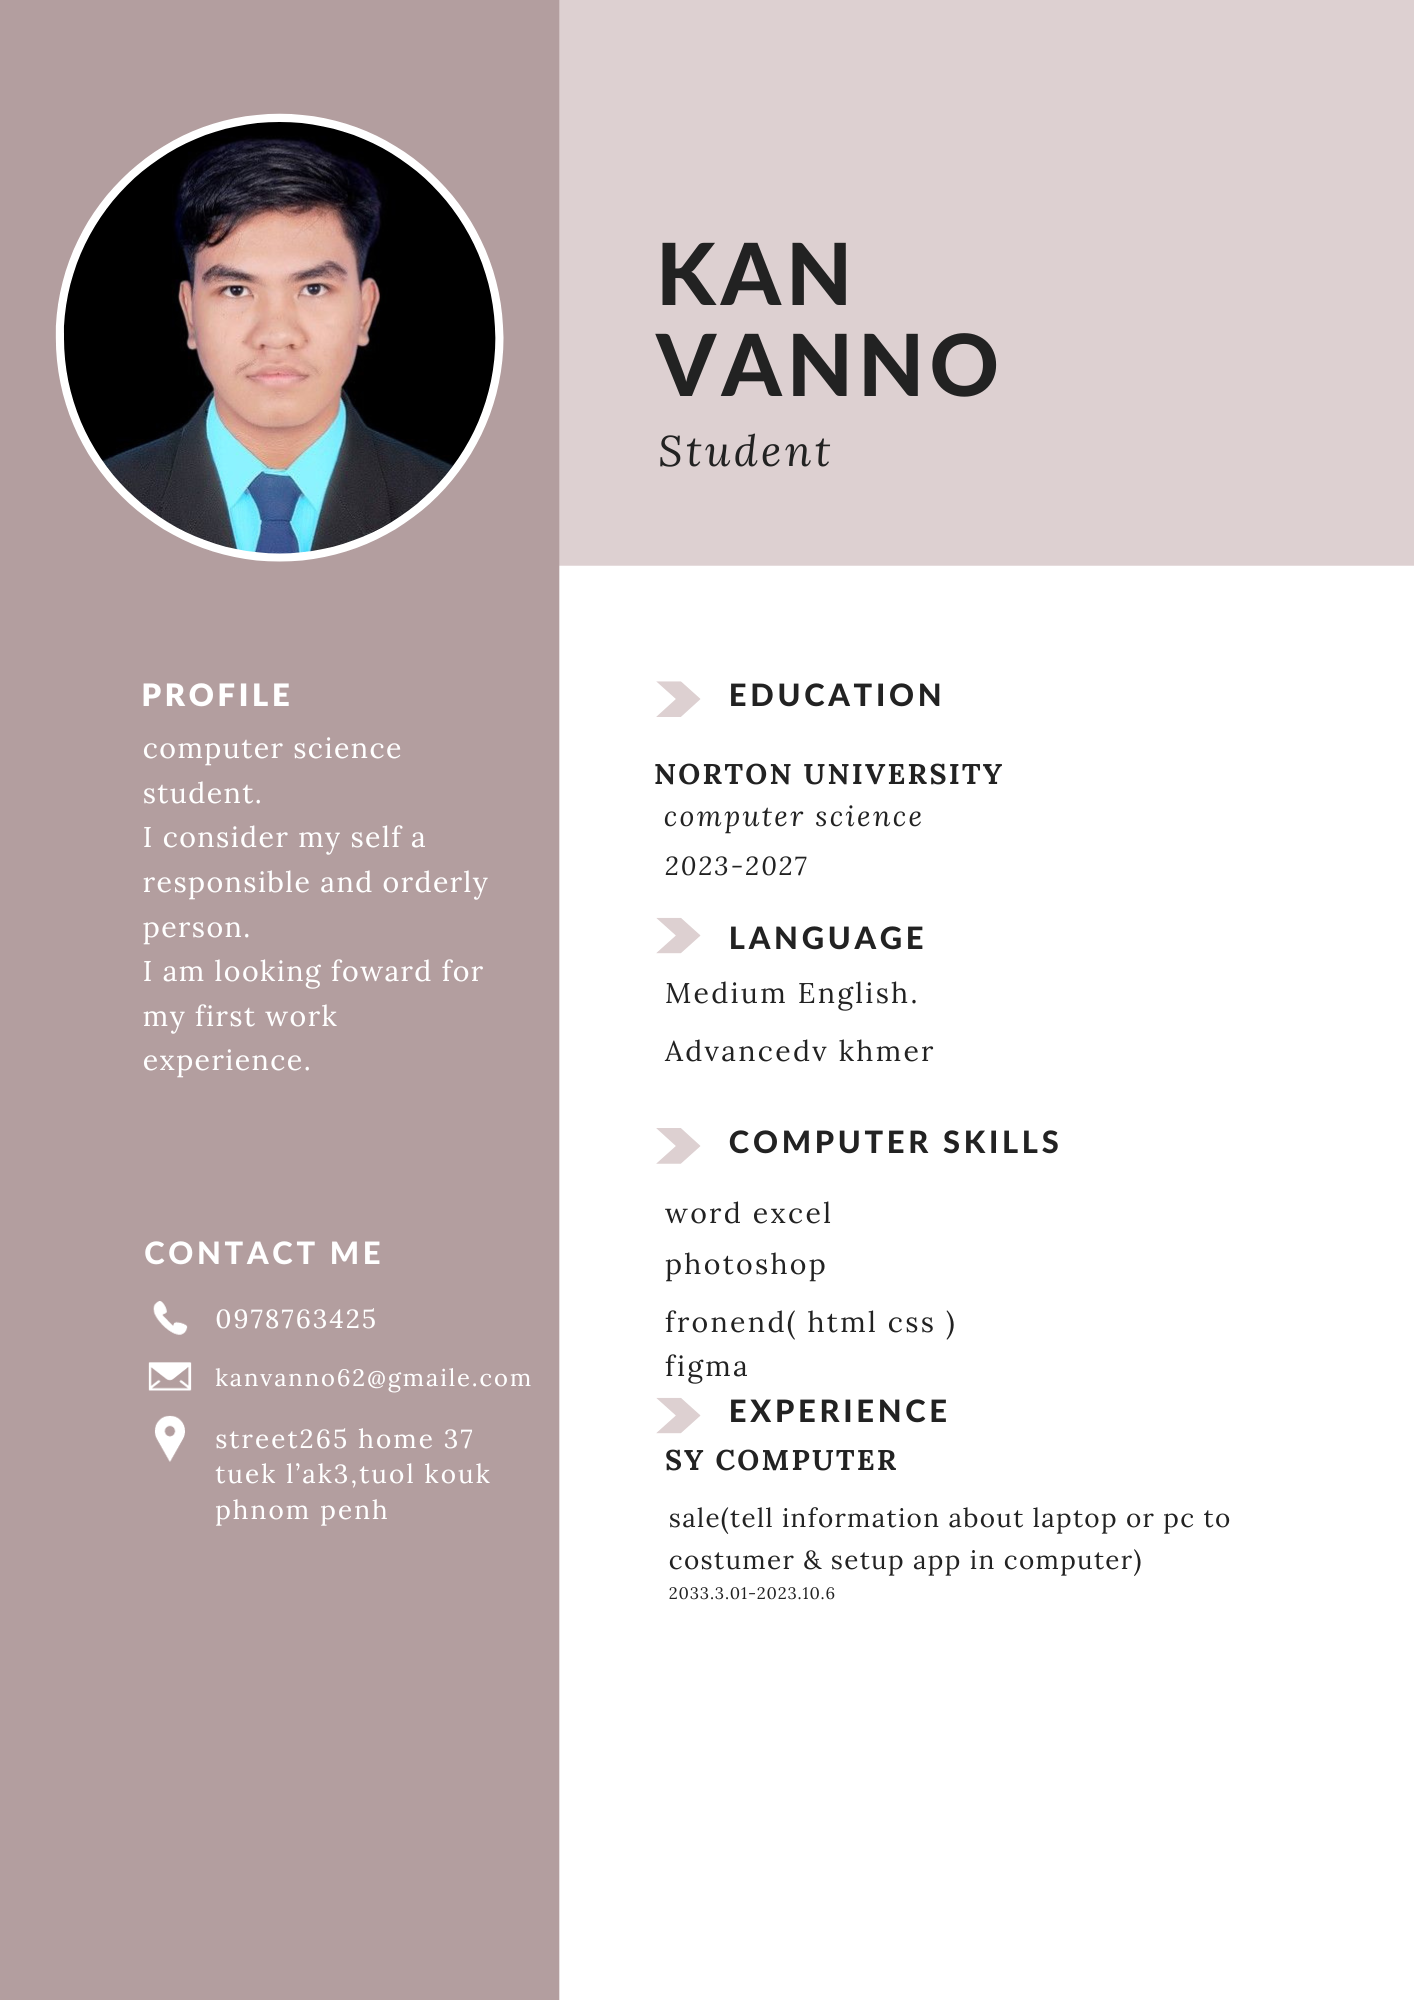 KAN
VANNO
Student
PROFILE
computer science
student.
I consider my self a
responsible and orderly
person.
I am looking foward for
my first work
experience.
CONTACT ME
0978763425
kanvanno62@gmaile.com
street265 home 37
tuek l’ak3,tuol kouk
phnom penh
EDUCATION
NORTON UNIVERSITY
computer science
2023-2027
LANGUAGE
Medium English.
Advancedv khmer
COMPUTER SKILLS
word excel
photoshop
fronend( html css )
figma
EXPERIENCE
SY COMPUTER
sale(tell information about laptop or pc to
costumer & setup app in computer)
2033.3.01-2023.10.6